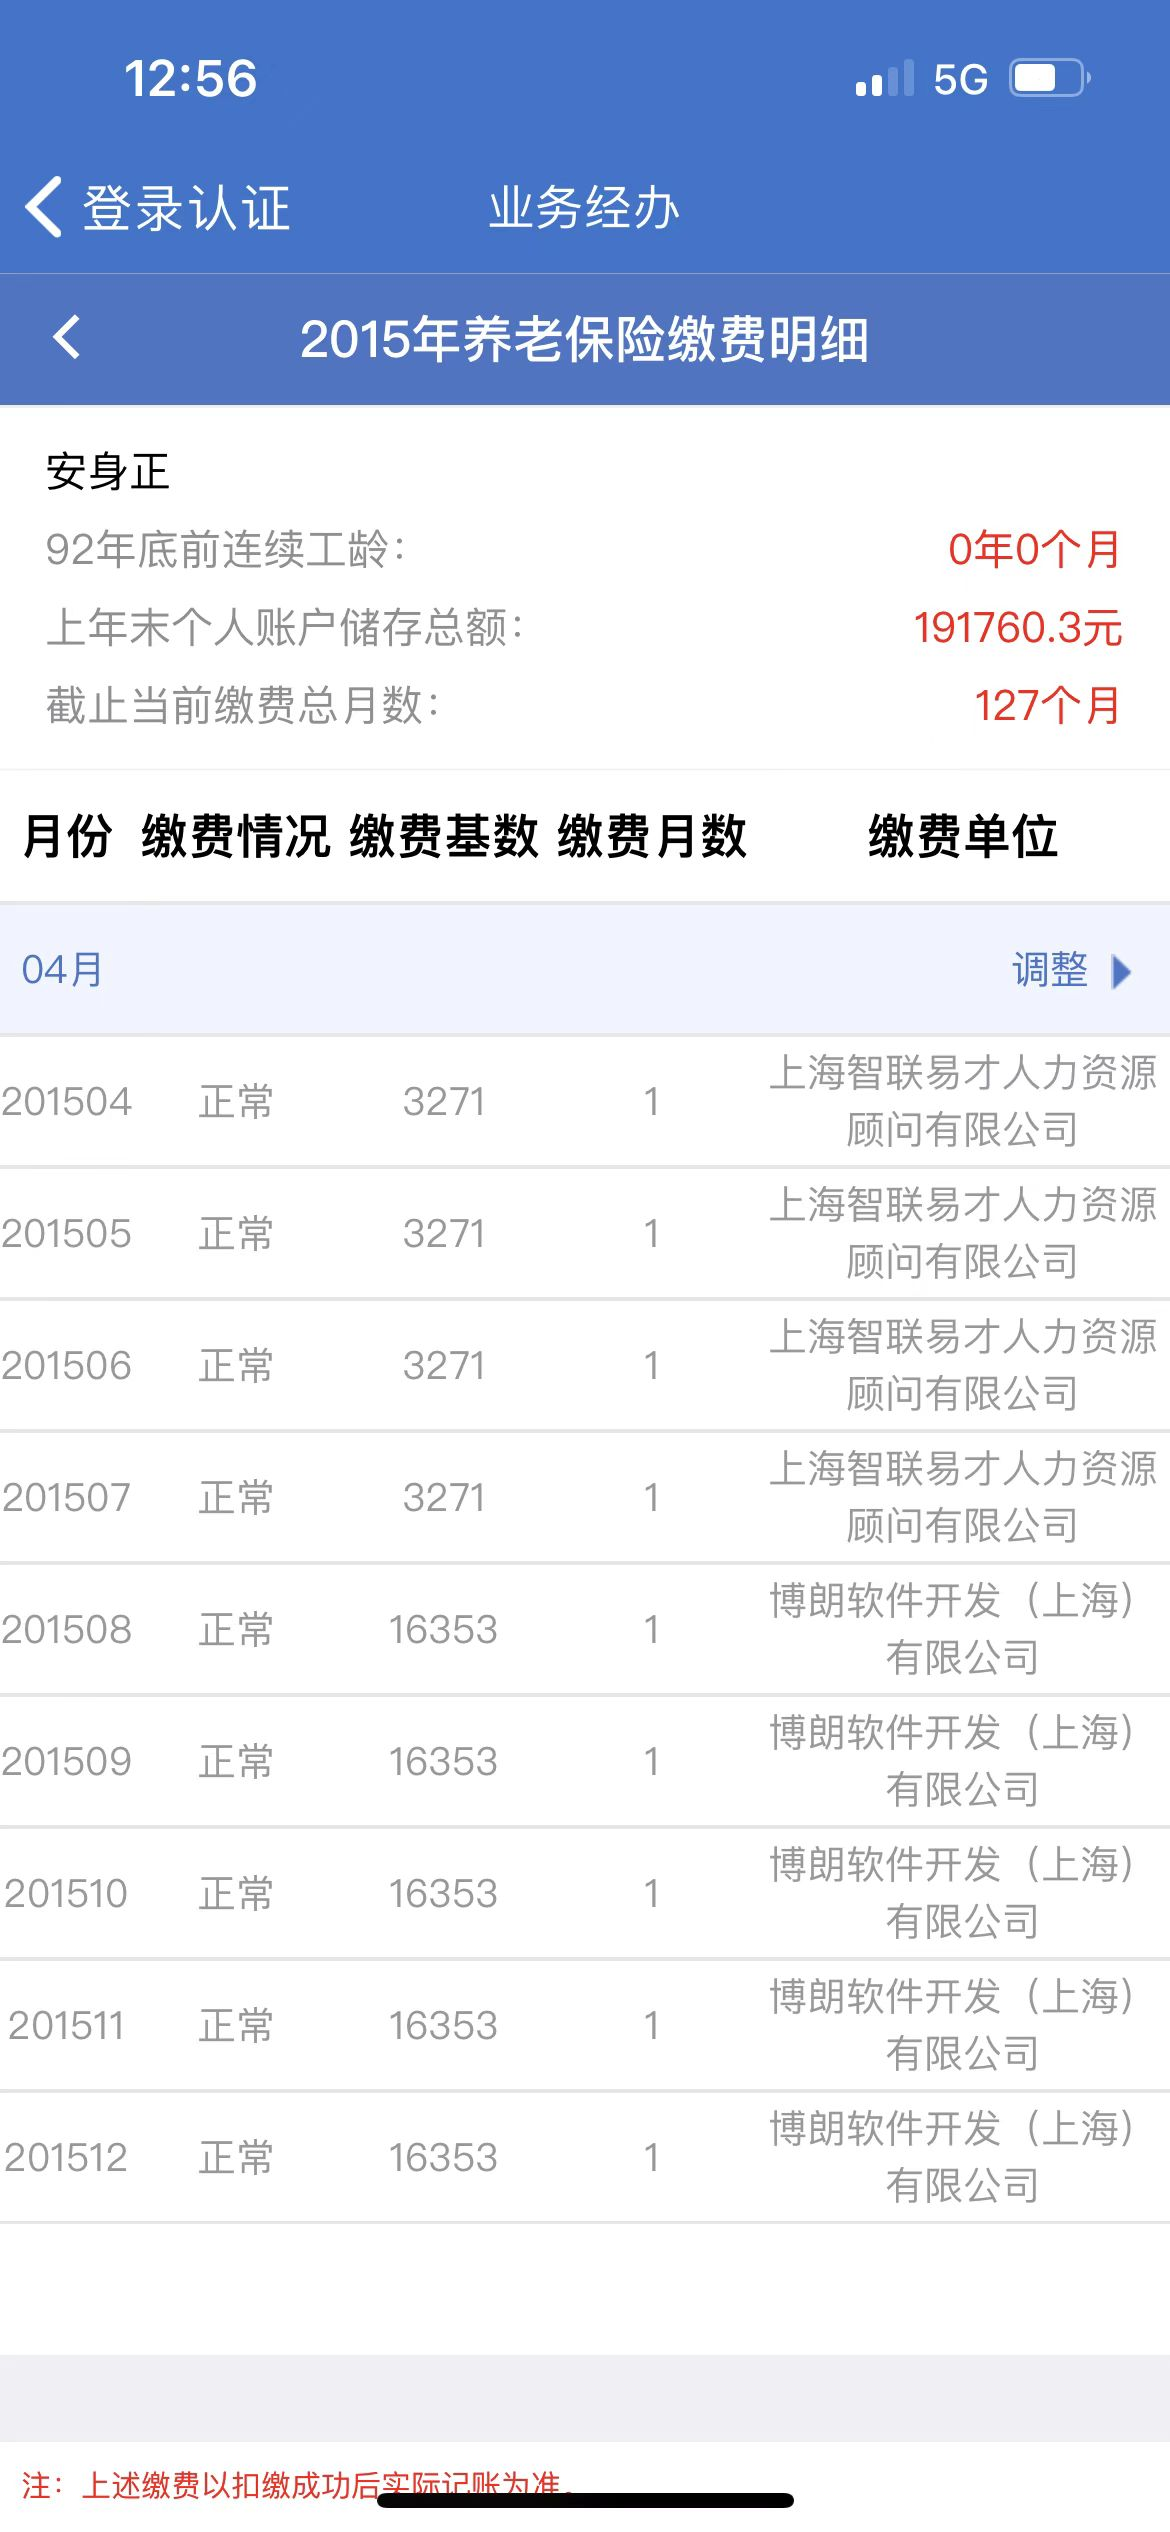 12:56 5G
登录认证 业务经办
2015年养老保险缴费明细
安身正
92年底前连续工龄： 0年0个月
上年末个人账户储存总额： 191760.3元
截止当前缴费总月数： 127个月
月份 缴费情况 缴费基数 缴费月数 缴费单位
04月 调整
201504 正常 3271 1 上海智联易才人力资源
顾问有限公司
201505 正常 3271 1 上海智联易才人力资源
顾问有限公司
201506 正常 3271 1 上海智联易才人力资源
顾问有限公司
201507 正常 3271 1 上海智联易才人力资源
顾问有限公司
201508 正常 16353 1 博朗软件开发（上海）
有限公司
201509 正常 16353 1 博朗软件开发（上海）
有限公司
201510 正常 16353 1 博朗软件开发（上海）
有限公司
201511 正常 16353 1 博朗软件开发（上海）
有限公司
201512 正常 16353 1 博朗软件开发（上海）
有限公司
注：上述缴费以扣缴成功后实际记账为准。